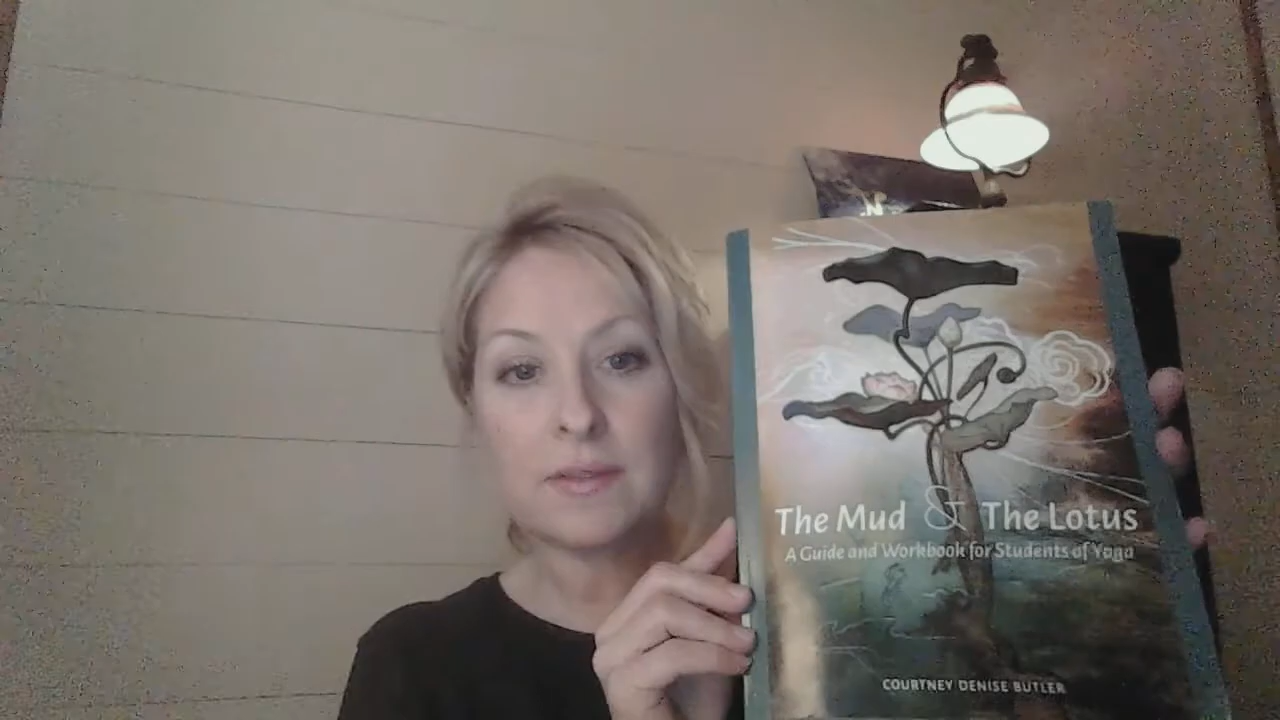 The Mud & The Lotus
A Guide and Workbook for Students of Yoga
COURTNEY DENISE BUTLER